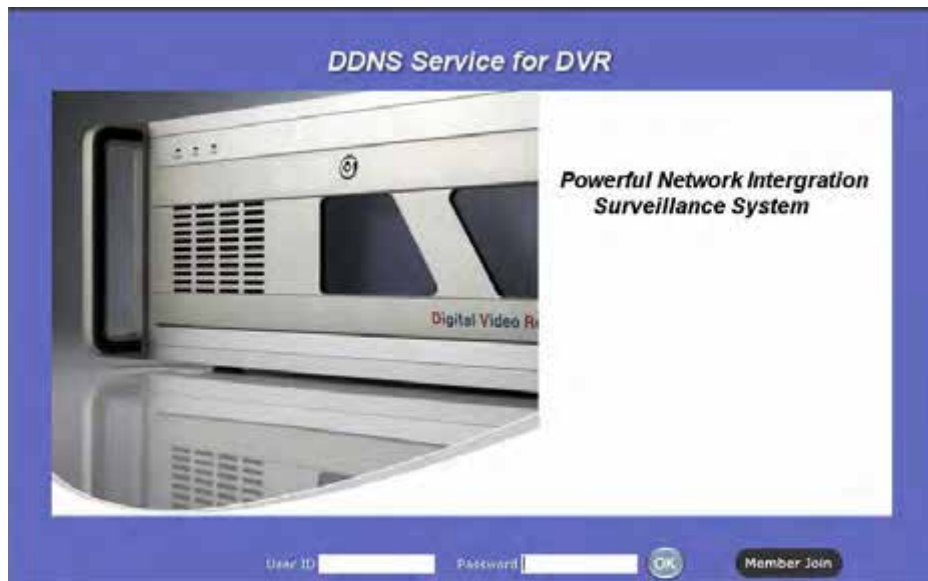 DDNS Service for DVR
Powerful Network Intergration
Surveillance System
Digital Video
User ID
Password
OK
Member Join